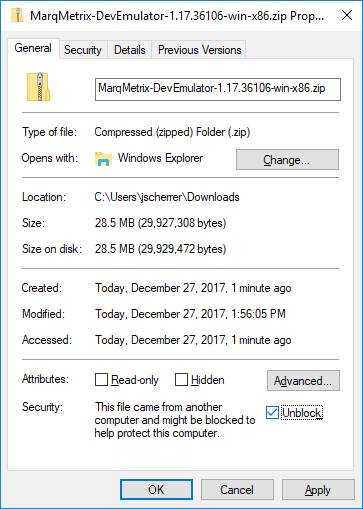 MarqMetrix-DevEmulator-1.17.36106-win-x86.zip Prop...
General Security Details Previous Versions
MarqMetrix-DevEmulator-1.17.36106-win-x86.zip
Type of file: Compressed (zipped) Folder (.zip)
Opens with: Windows Explorer Change...
Location: C:\Users\jscherrer\Downloads
Size: 28.5 MB (29,927,308 bytes)
Size on disk: 28.5 MB (29,929,472 bytes)
Created: Today, December 27, 2017, 1 minute ago
Modified: Today, December 27, 2017, 1:56:05 PM
Accessed: Today, December 27, 2017, 1 minute ago
Attributes: Read-only Hidden Advanced...
Security: This file came from another Unblock
computer and might be blocked to
help protect this computer.
OK Cancel Apply